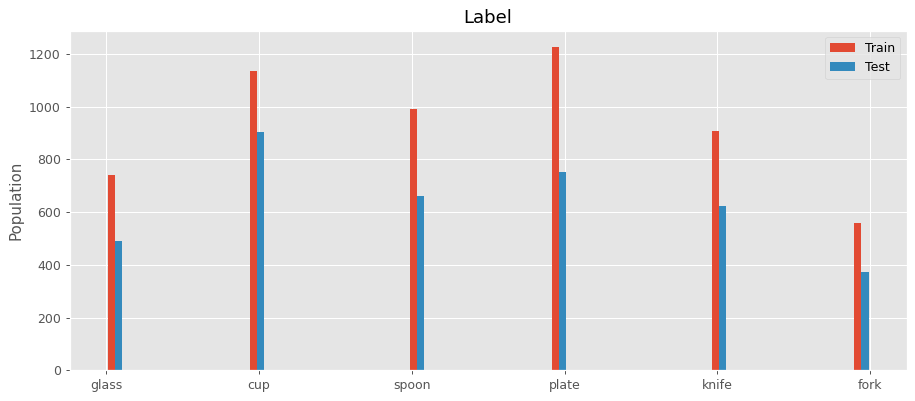 Label
Train
Test
Population
1200
1000
800
600
400
200
0
glass cup spoon plate knife fork